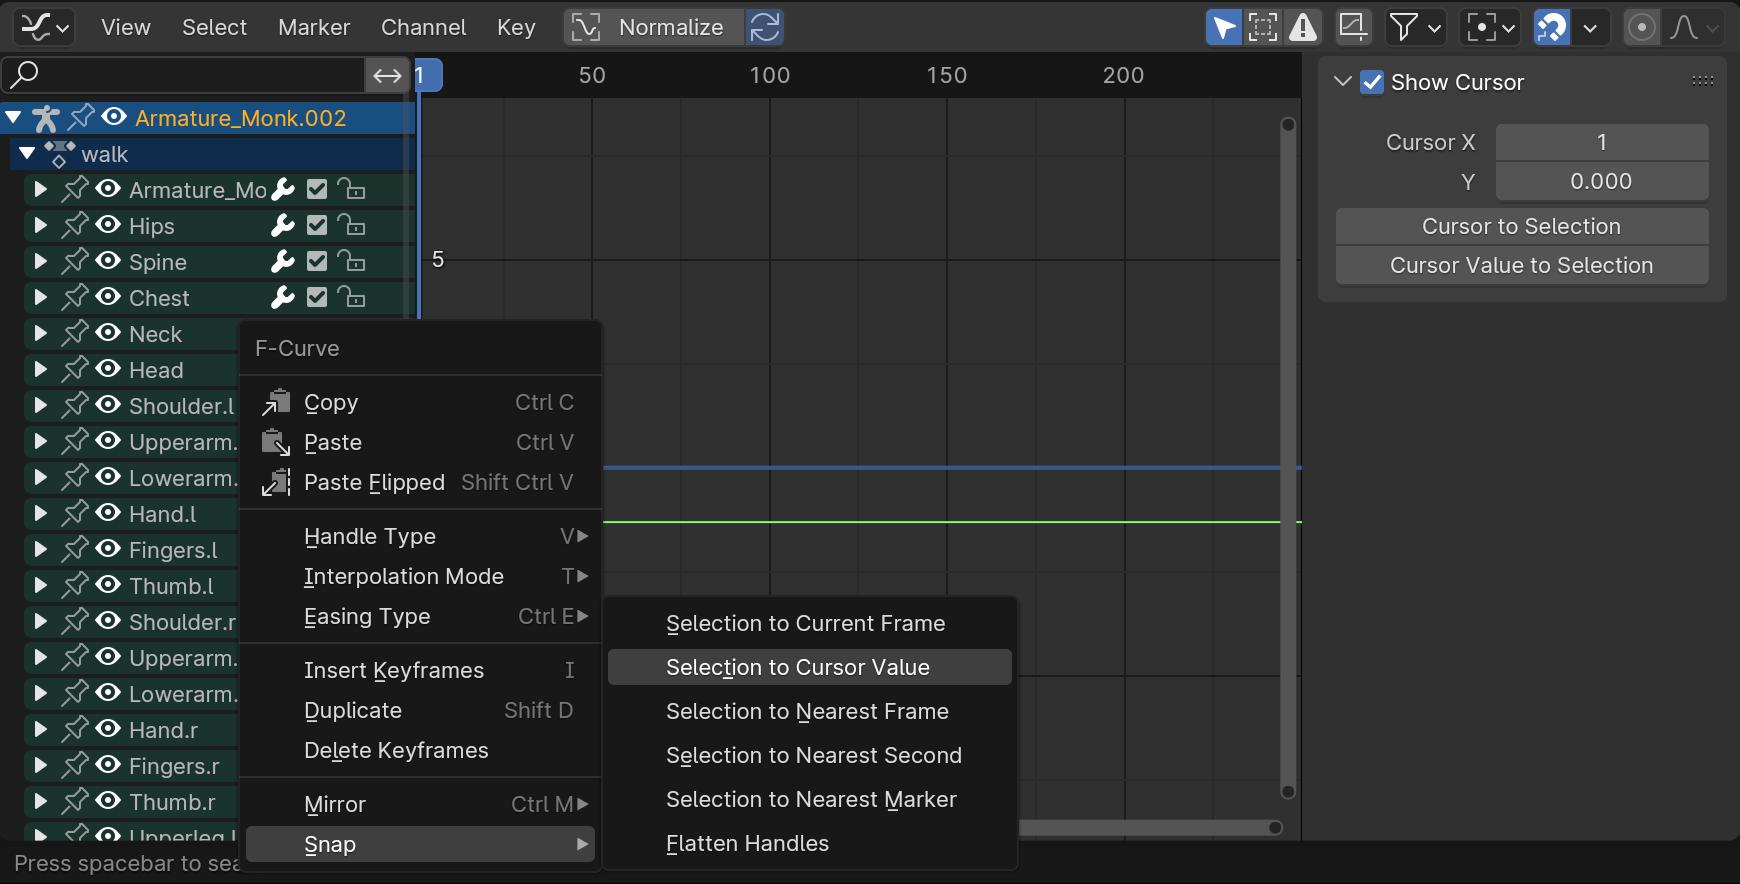 View Select Marker Channel Key Normalize
1 50 100 150 200
Show Cursor
Armature_Monk.002
Cursor X 1
walk
Y 0.000
Armature_Mo
Hips
Cursor to Selection
Spine
5
Cursor Value to Selection
Chest
Neck
Head
Shoulder.l
Upperarm.
Lowerarm.
Hand.l
Fingers.l
Thumb.l
Shoulder.r
Upperarm.
Lowerarm.
Hand.r
Fingers.r
Thumb.r
Upperleg.l
F-Curve
Copy Ctrl C
Paste Ctrl V
Paste Flipped Shift Ctrl V
Handle Type V
Interpolation Mode T
Easing Type Ctrl E
Insert Keyframes I
Duplicate Shift D
Delete Keyframes
Mirror Ctrl M
Snap
Selection to Current Frame
Selection to Cursor Value
Selection to Nearest Frame
Selection to Nearest Second
Selection to Nearest Marker
Flatten Handles
Press spacebar to sea